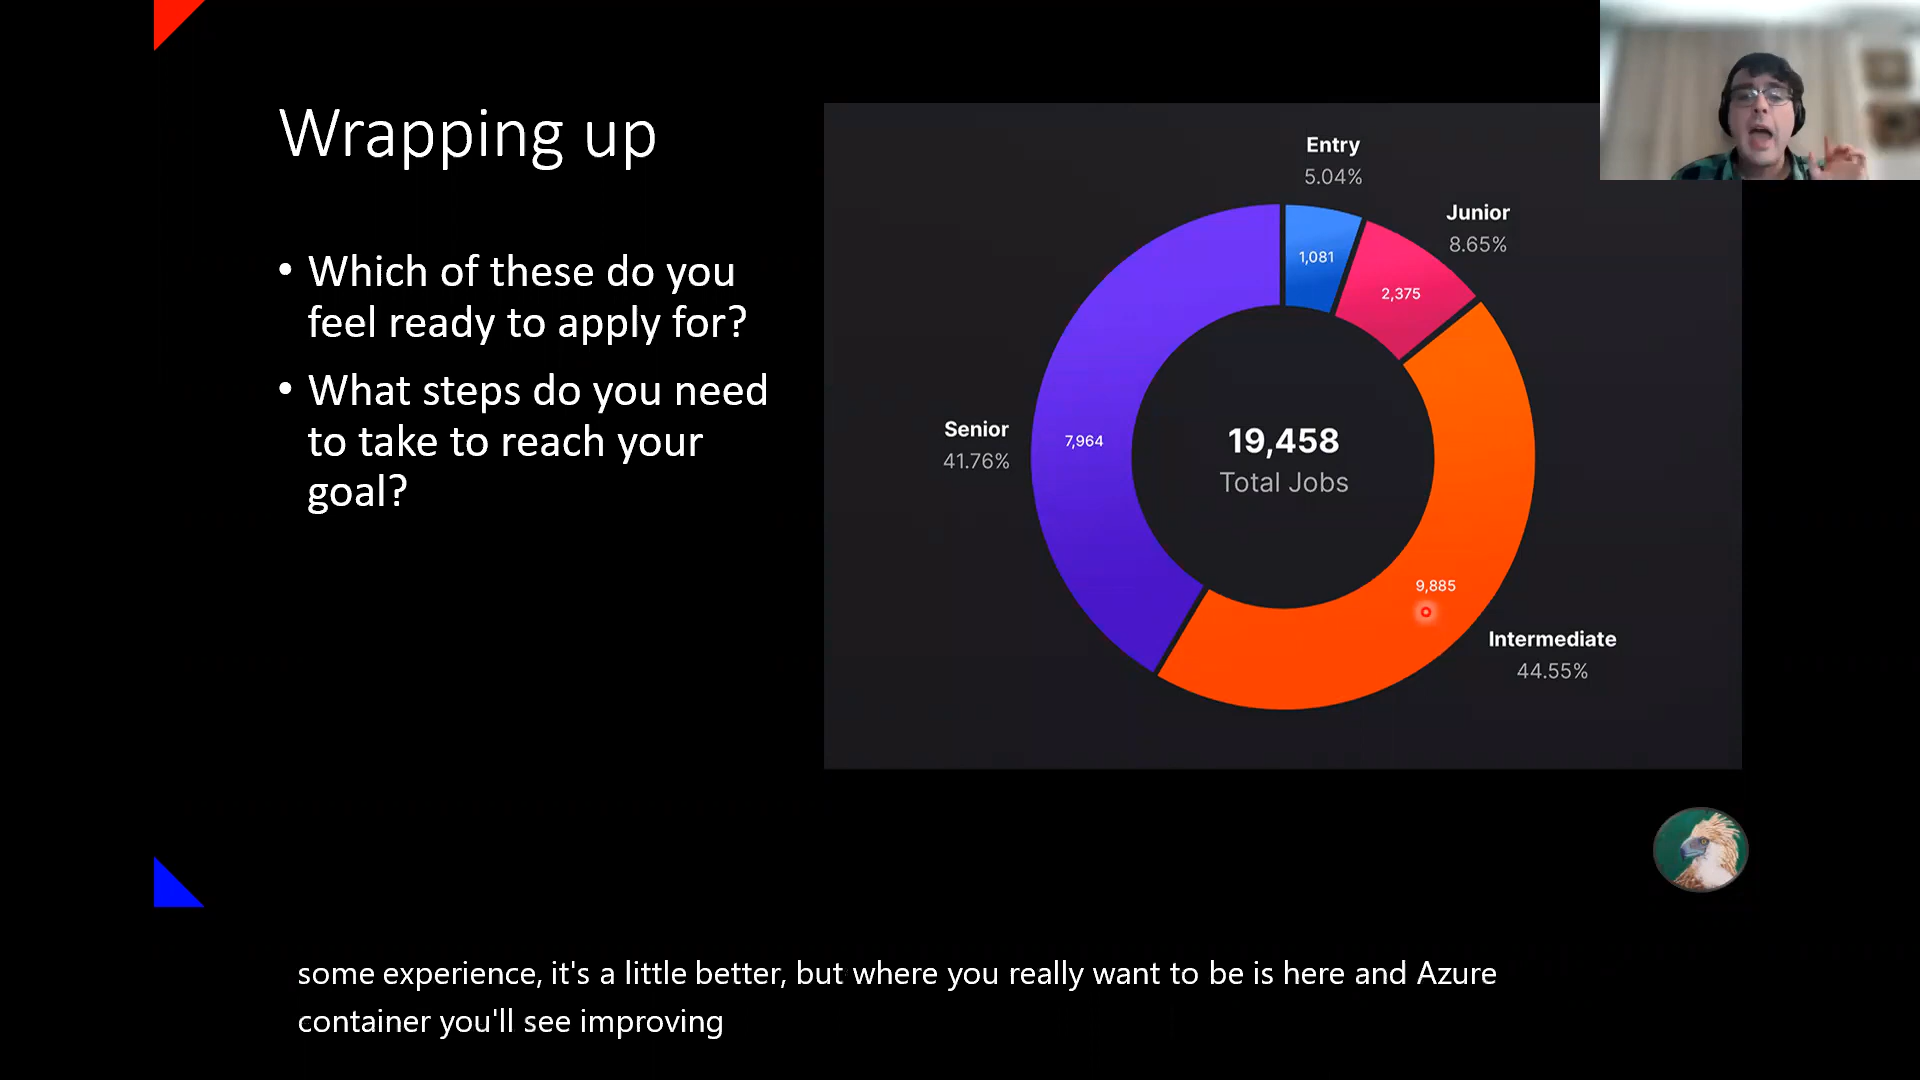 Wrapping up
• Which of these do you
feel ready to apply for?
• What steps do you need
to take to reach your
goal?
Entry
5.04%
1,081
Junior
8.65%
2,375
Senior
41.76%
7,964
19,458
Total Jobs
9,885
Intermediate
44.55%
some experience, it's a little better, but where you really want to be is here and Azure
container you'll see improving